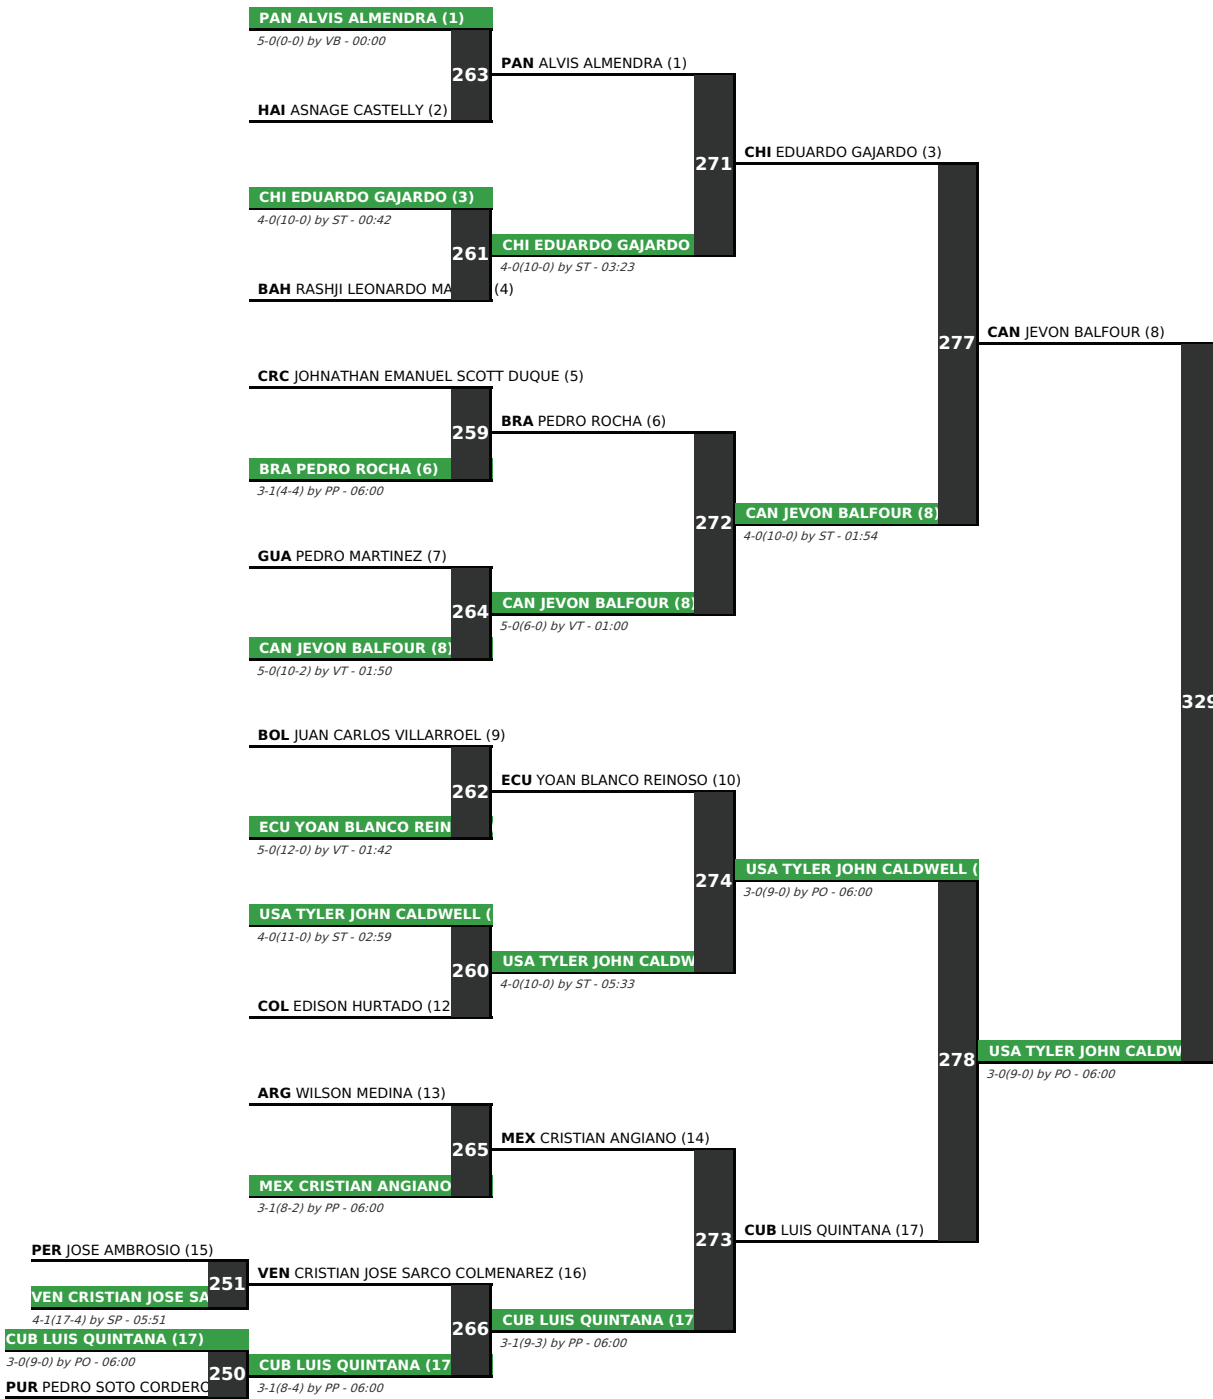 PAN ALVIS ALMENDRA (1)
5-0(0-0) by VB - 00:00
263
PAN ALVIS ALMENDRA (1)
HAI ASNAGE CASTELLY (2)
271
CHI EDUARDO GAJARDO (3)
CHI EDUARDO GAJARDO (3)
4-0(10-0) by ST - 00:42
261
CHI EDUARDO GAJARDO
4-0(10-0) by ST - 03:23
BAH RASHJI LEONARDO MA (4)
277
CAN JEVON BALFOUR (8)
CRC JOHNATHAN EMANUEL SCOTT DUQUE (5)
259
BRA PEDRO ROCHA (6)
BRA PEDRO ROCHA (6)
3-1(4-4) by PP - 06:00
272
CAN JEVON BALFOUR (8)
4-0(10-0) by ST - 01:54
GUA PEDRO MARTINEZ (7)
264
CAN JEVON BALFOUR (8)
5-0(6-0) by VT - 01:00
CAN JEVON BALFOUR (8)
5-0(10-2) by VT - 01:50
329
BOL JUAN CARLOS VILLARROEL (9)
262
ECU YOAN BLANCO REINOSO (10)
ECU YOAN BLANCO REIN
5-0(12-0) by VT - 01:42
274
USA TYLER JOHN CALDWELL (
3-0(9-0) by PO - 06:00
USA TYLER JOHN CALDWELL (
4-0(11-0) by ST - 02:59
260
USA TYLER JOHN CALDW
4-0(10-0) by ST - 05:33
COL EDISON HURTADO (12
278
USA TYLER JOHN CALDW
3-0(9-0) by PO - 06:00
ARG WILSON MEDINA (13)
265
MEX CRISTIAN ANGIANO (14)
MEX CRISTIAN ANGIANO
3-1(8-2) by PP - 06:00
273
CUB LUIS QUINTANA (17)
PER JOSE AMBROSIO (15)
251
VEN CRISTIAN JOSE SARCO COLMENAREZ (16)
VEN CRISTIAN JOSE SA
4-1(17-4) by SP - 05:51
266
CUB LUIS QUINTANA (17
3-1(9-3) by PP - 06:00
CUB LUIS QUINTANA (17)
3-0(9-0) by PO - 06:00
250
CUB LUIS QUINTANA (17
3-1(8-4) by PP - 06:00
PUR PEDRO SOTO CORDERO